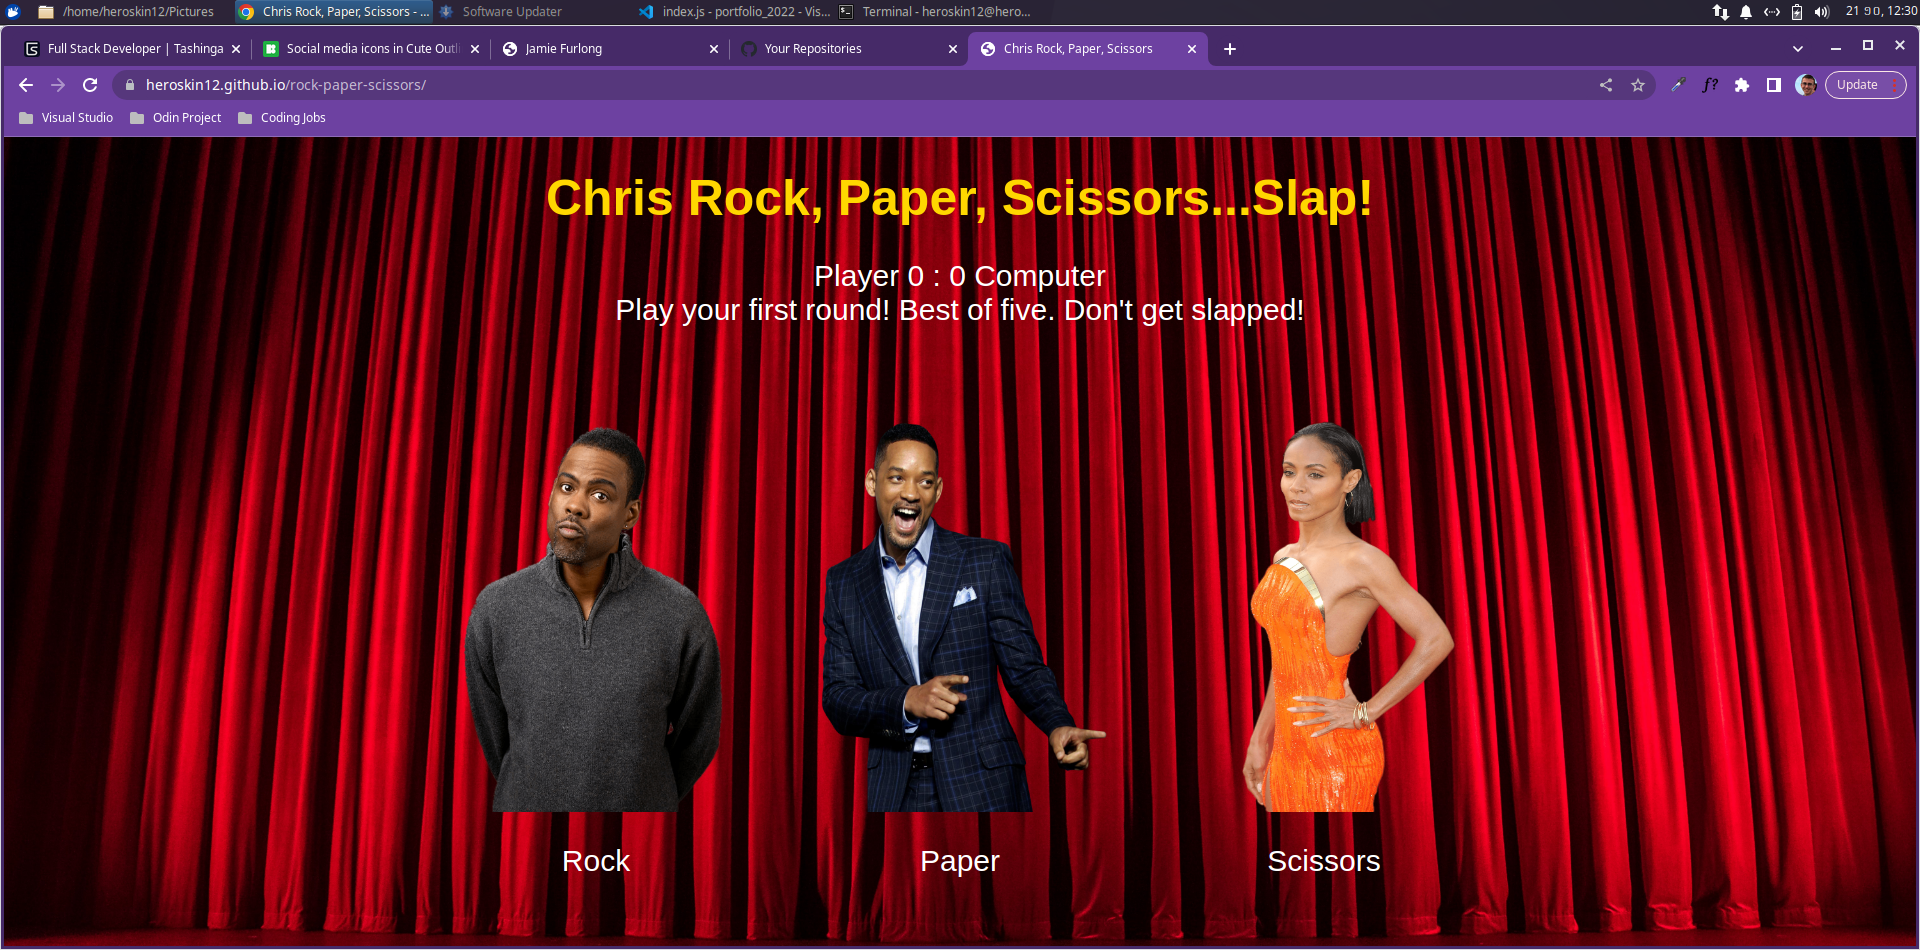 /home/heroskin12/Pictures
Chris Rock, Paper, Scissors - ...
Software Updater
index.js - portfolio_2022 - Vis...
Terminal - heroskin12@hero...
12:30
Full Stack Developer | Tashinga
Social media icons in Cute Outli
Jamie Furlong
Your Repositories
Chris Rock, Paper, Scissors
heroskin12.github.io/rock-paper-scissors/
f?
Update
Visual Studio
Odin Project
Coding Jobs
Chris Rock, Paper, Scissors...Slap!
Player 0 : 0 Computer
Play your first round! Best of five. Don't get slapped!
Rock
Paper
Scissors